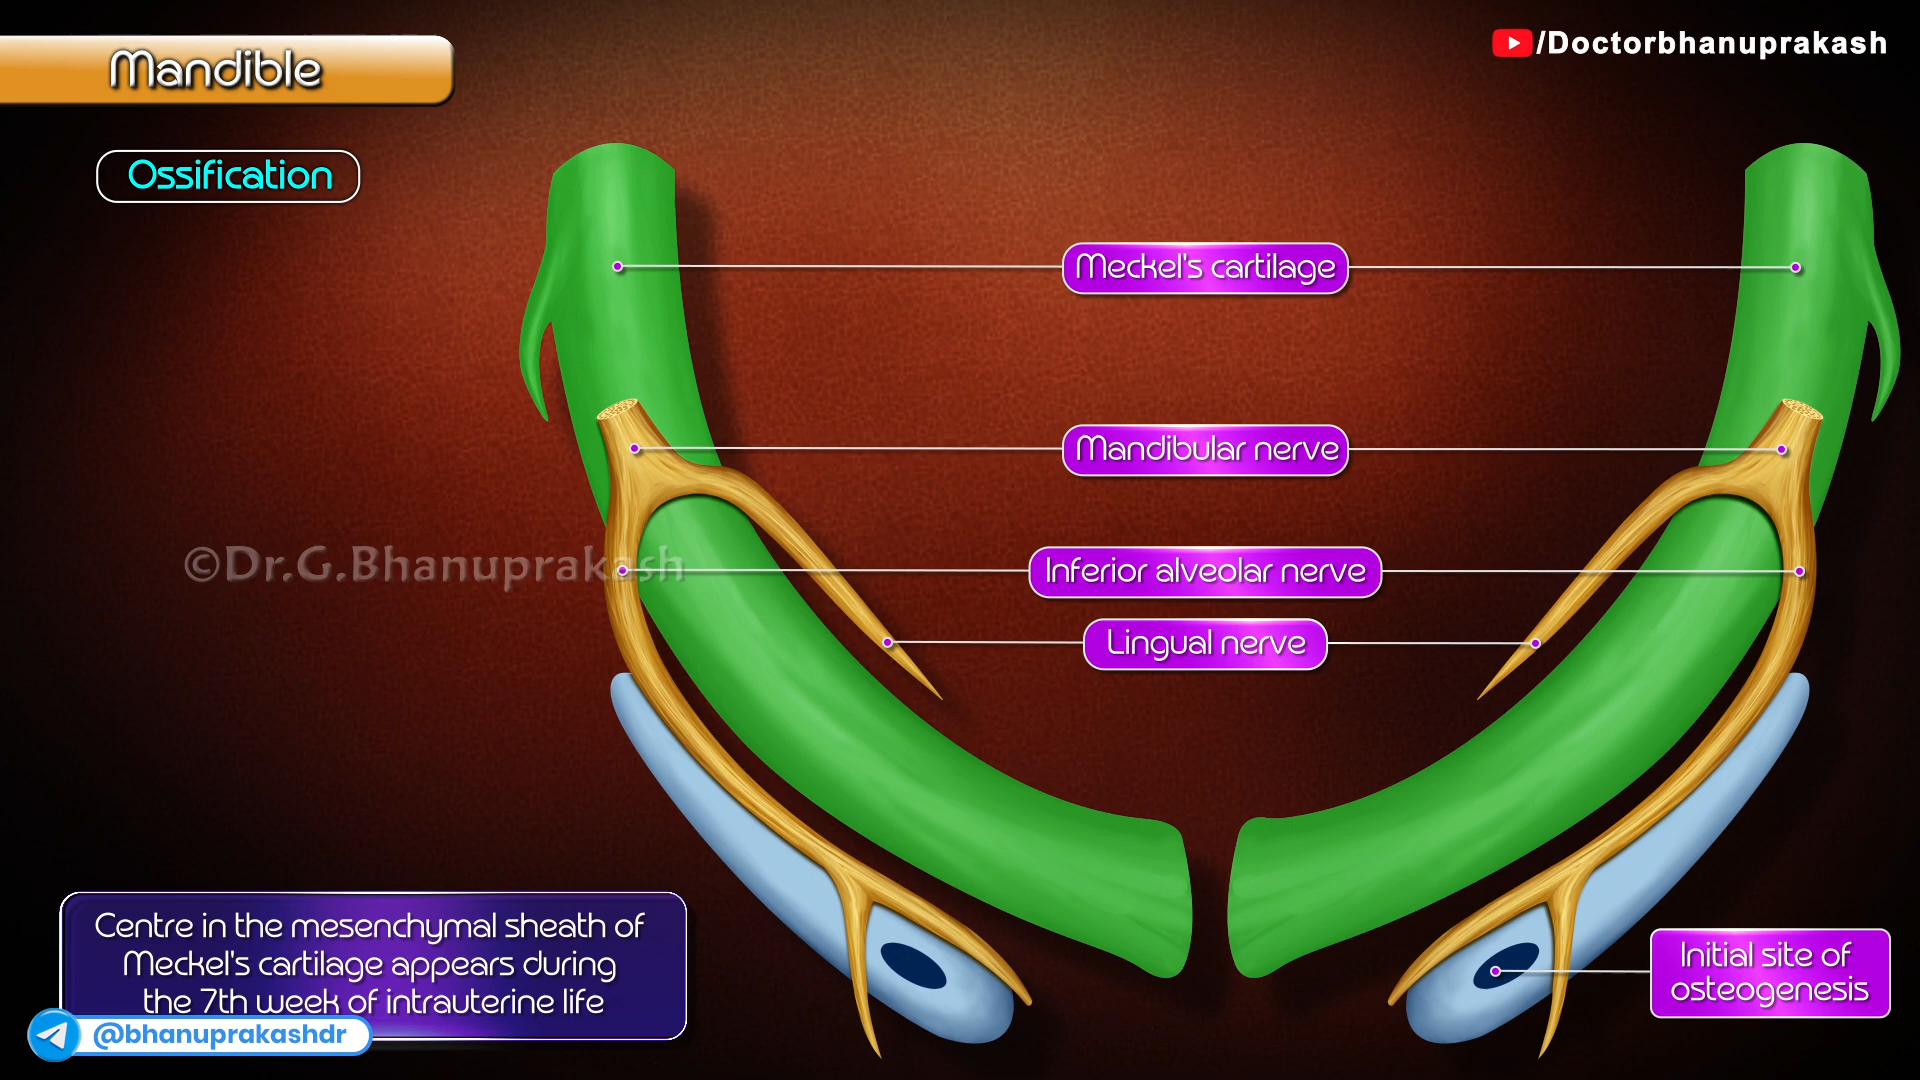 Mandible
/Doctorbhanuprakash
Ossification
Meckel's cartilage
Mandibular nerve
©Dr.G.Bhanuprakash
Inferior alveolar nerve
Lingual nerve
Centre in the mesenchymal sheath of
Meckel's cartilage appears during
the 7th week of intrauterine life
Initial site of
osteogenesis
@bhanuprakashdr